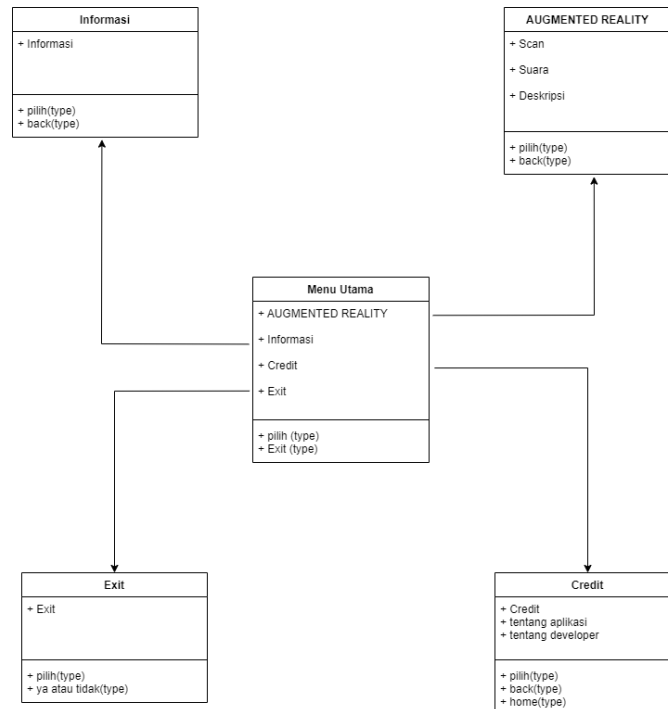 Informasi
+ Informasi
+ pilih(type)
+ back(type)
AUGMENTED REALITY
+ Scan
+ Suara
+ Deskripsi
+ pilih(type)
+ back(type)
Menu Utama
+ AUGMENTED REALITY
+ Informasi
+ Credit
+ Exit
+ pilih (type)
+ Exit (type)
Exit
+ Exit
+ pilih(type)
+ ya atau tidak(type)
Credit
+ Credit
+ tentang aplikasi
+ tentang developer
+ pilih(type)
+ back(type)
+ home(type)